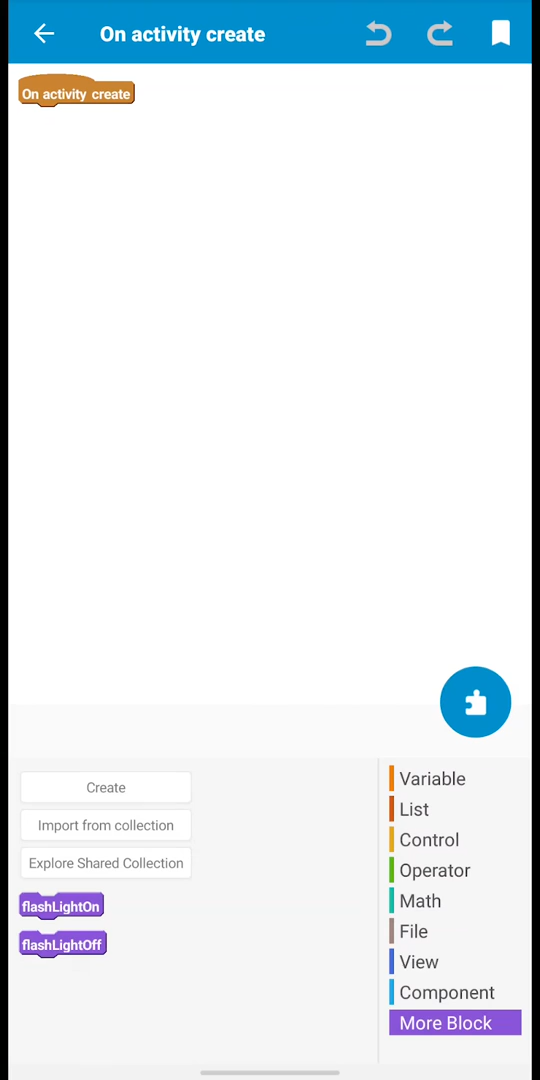 On activity create
On activity create
Create
Import from collection
Explore Shared Collection
flashLightOn
flashLightOff
Variable
List
Control
Operator
Math
File
View
Component
More Block